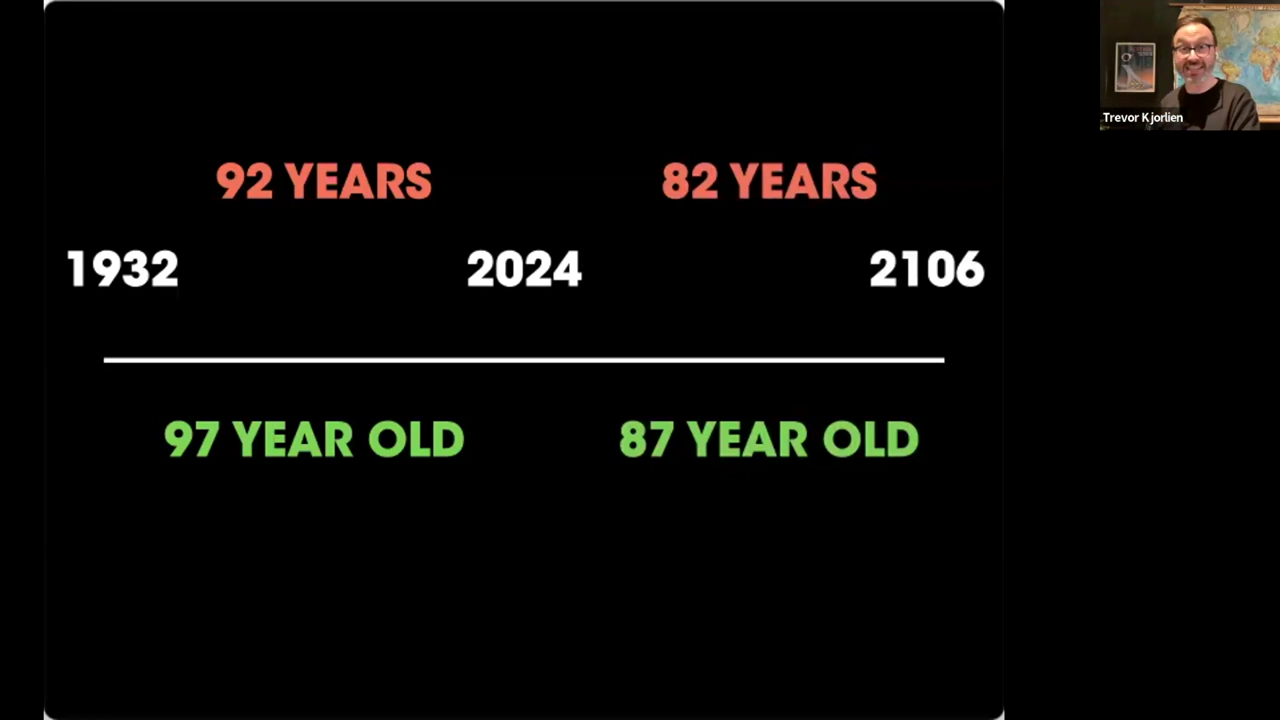 92 YEARS 82 YEARS
1932 2024 2106
97 YEAR OLD 87 YEAR OLD
Trevor Kjorlien